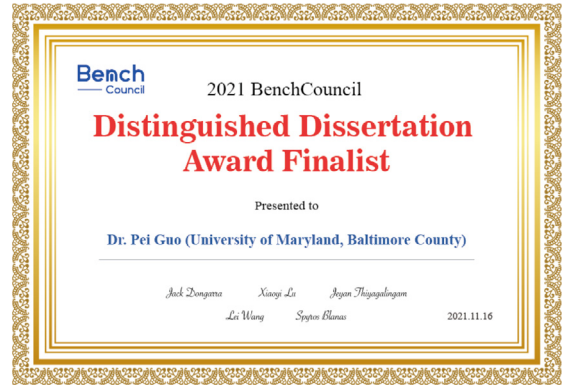 Bench
Council
2021 BenchCouncil
Distinguished Dissertation
Award Finalist
Presented to
Dr. Pei Guo (University of Maryland, Baltimore County)
Jack Dongarra Xiaoyi Lu Jeyan Thiyagalingam
Lei Wang Spyros Blanas
2021.11.16